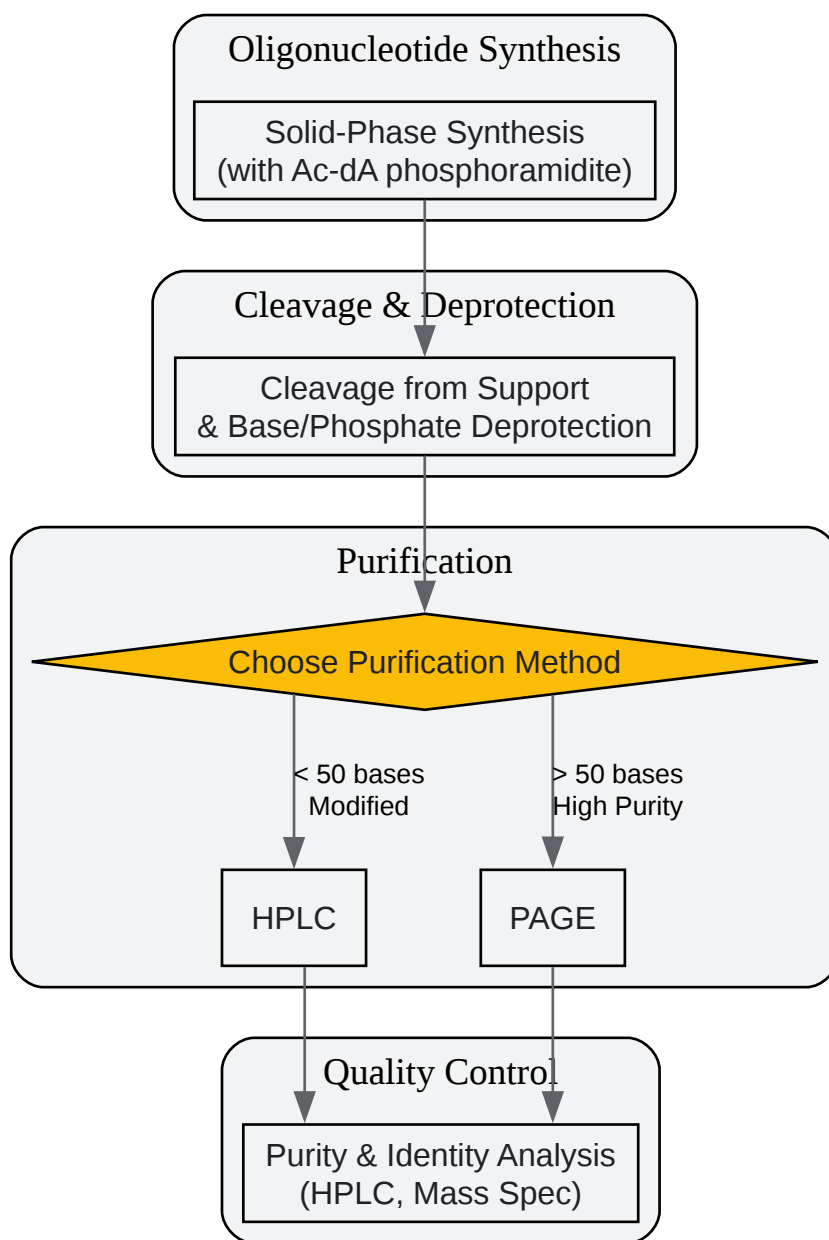 Oligonucleotide Synthesis
Solid-Phase Synthesis
(with Ac-dA phosphoramidite)
Cleavage & Deprotection
Cleavage from Support
& Base/Phosphate Deprotection
Purification
Choose Purification Method
< 50 bases
Modified
> 50 bases
High Purity
HPLC
PAGE
Quality Control
Purity & Identity Analysis
(HPLC, Mass Spec)